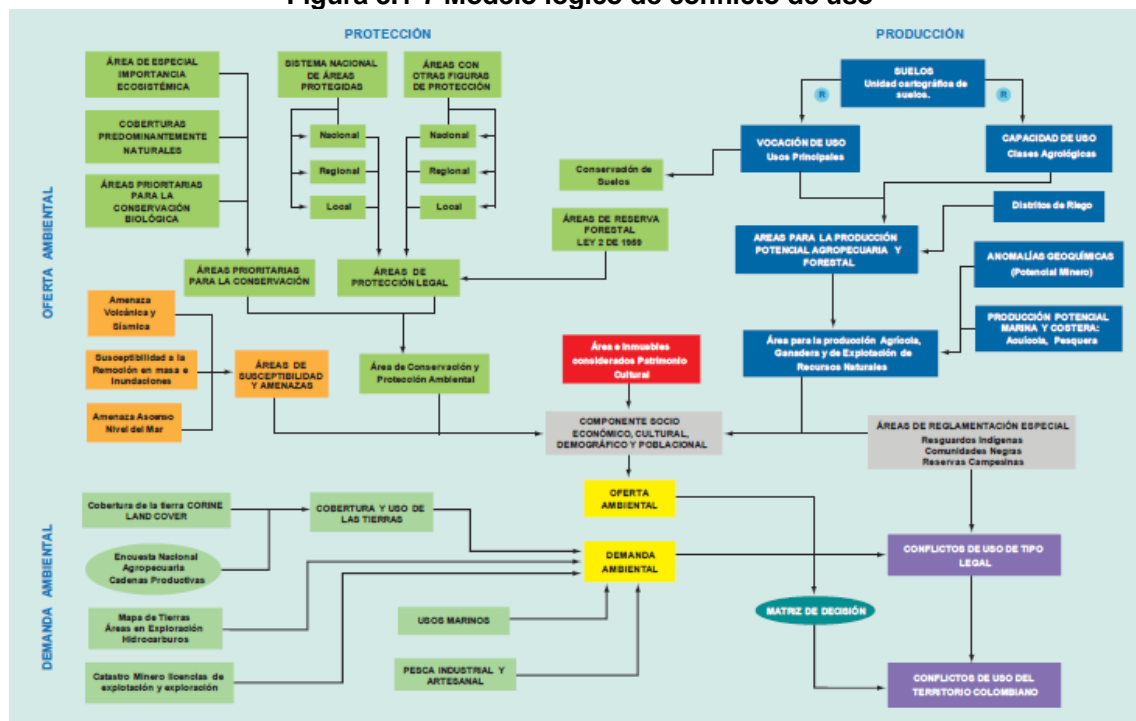 Figura 3.1-7 Modelo lógico de conflicto de uso
PROTECCIÓN
PRODUCCIÓN
OFERTA AMBIENTAL
ÁREA DE ESPECIAL
IMPORTANCIA
ECOSISTÉMICA
SISTEMA NACIONAL
DE ÁREAS
PROTEGIDAS
ÁREAS CON
OTRAS FIGURAS
DE PROTECCIÓN
SUELOS
Unidad cartográfica de
suelos.
R
R
COBERTURAS
PREDOMINANTEMENTE
NATURALES
Nacional
Regional
Local
Nacional
Regional
Local
VOCACIÓN DE USO
Usos Principales
CAPACIDAD DE USO
Clases Agrológicas
Conservación de
Suelos
ÁREAS PRIORITARIAS
PARA LA
CONSERVACIÓN
BIOLÓGICA
Distritos de Riego
ÁREAS DE RESERVA
FORESTAL
LEY 2 DE 1959
AREAS PARA LA PRODUCCIÓN
POTENCIAL AGROPECUARIA Y
FORESTAL
ANOMALÍAS GEOQUÍMICAS
(Potencial Minero)
ÁREAS PRIORITARIAS
PARA LA CONSERVACIÓN
ÁREAS DE
PROTECCIÓN LEGAL
Amenaza
Volcánica y
Sísmica
PRODUCCIÓN POTENCIAL
MARINA Y COSTERA:
Acuícola, Pesquera
Susceptibilidad a la
Remoción en masa e
Inundaciones
ÁREAS DE
SUSCEPTIBILIDAD
Y AMENAZAS
Área de Conservación y
Protección Ambiental
Área e Inmuebles
considerados Patrimonio
Cultural
Área para la producción Agrícola,
Ganadera y de Explotación de
Recursos Naturales
Amenaza Ascenso
Nivel del Mar
COMPONENTE SOCIO
ECONÓMICO, CULTURAL,
DEMOGRÁFICO Y POBLACIONAL
ÁREAS DE REGLAMENTACIÓN ESPECIAL
Resguardos Indígenas
Comunidades Negras
Reservas Campesinas
DEMANDA AMBIENTAL
Cobertura de la tierra CORINE
LAND COVER
COBERTURA Y USO DE
LAS TIERRAS
OFERTA
AMBIENTAL
Encuesta Nacional
Agropecuaria
Cadenas Productivas
DEMANDA
AMBIENTAL
CONFLICTOS DE USO DE TIPO
LEGAL
Mapa de Tierras
Áreas en Exploración
Hidrocarburos
USOS MARINOS
MATRIZ DE DECISIÓN
Catastro Minero licencias de
explotación y exploración
PESCA INDUSTRIAL Y
ARTESANAL
CONFLICTOS DE USO DEL
TERRITORIO COLOMBIANO